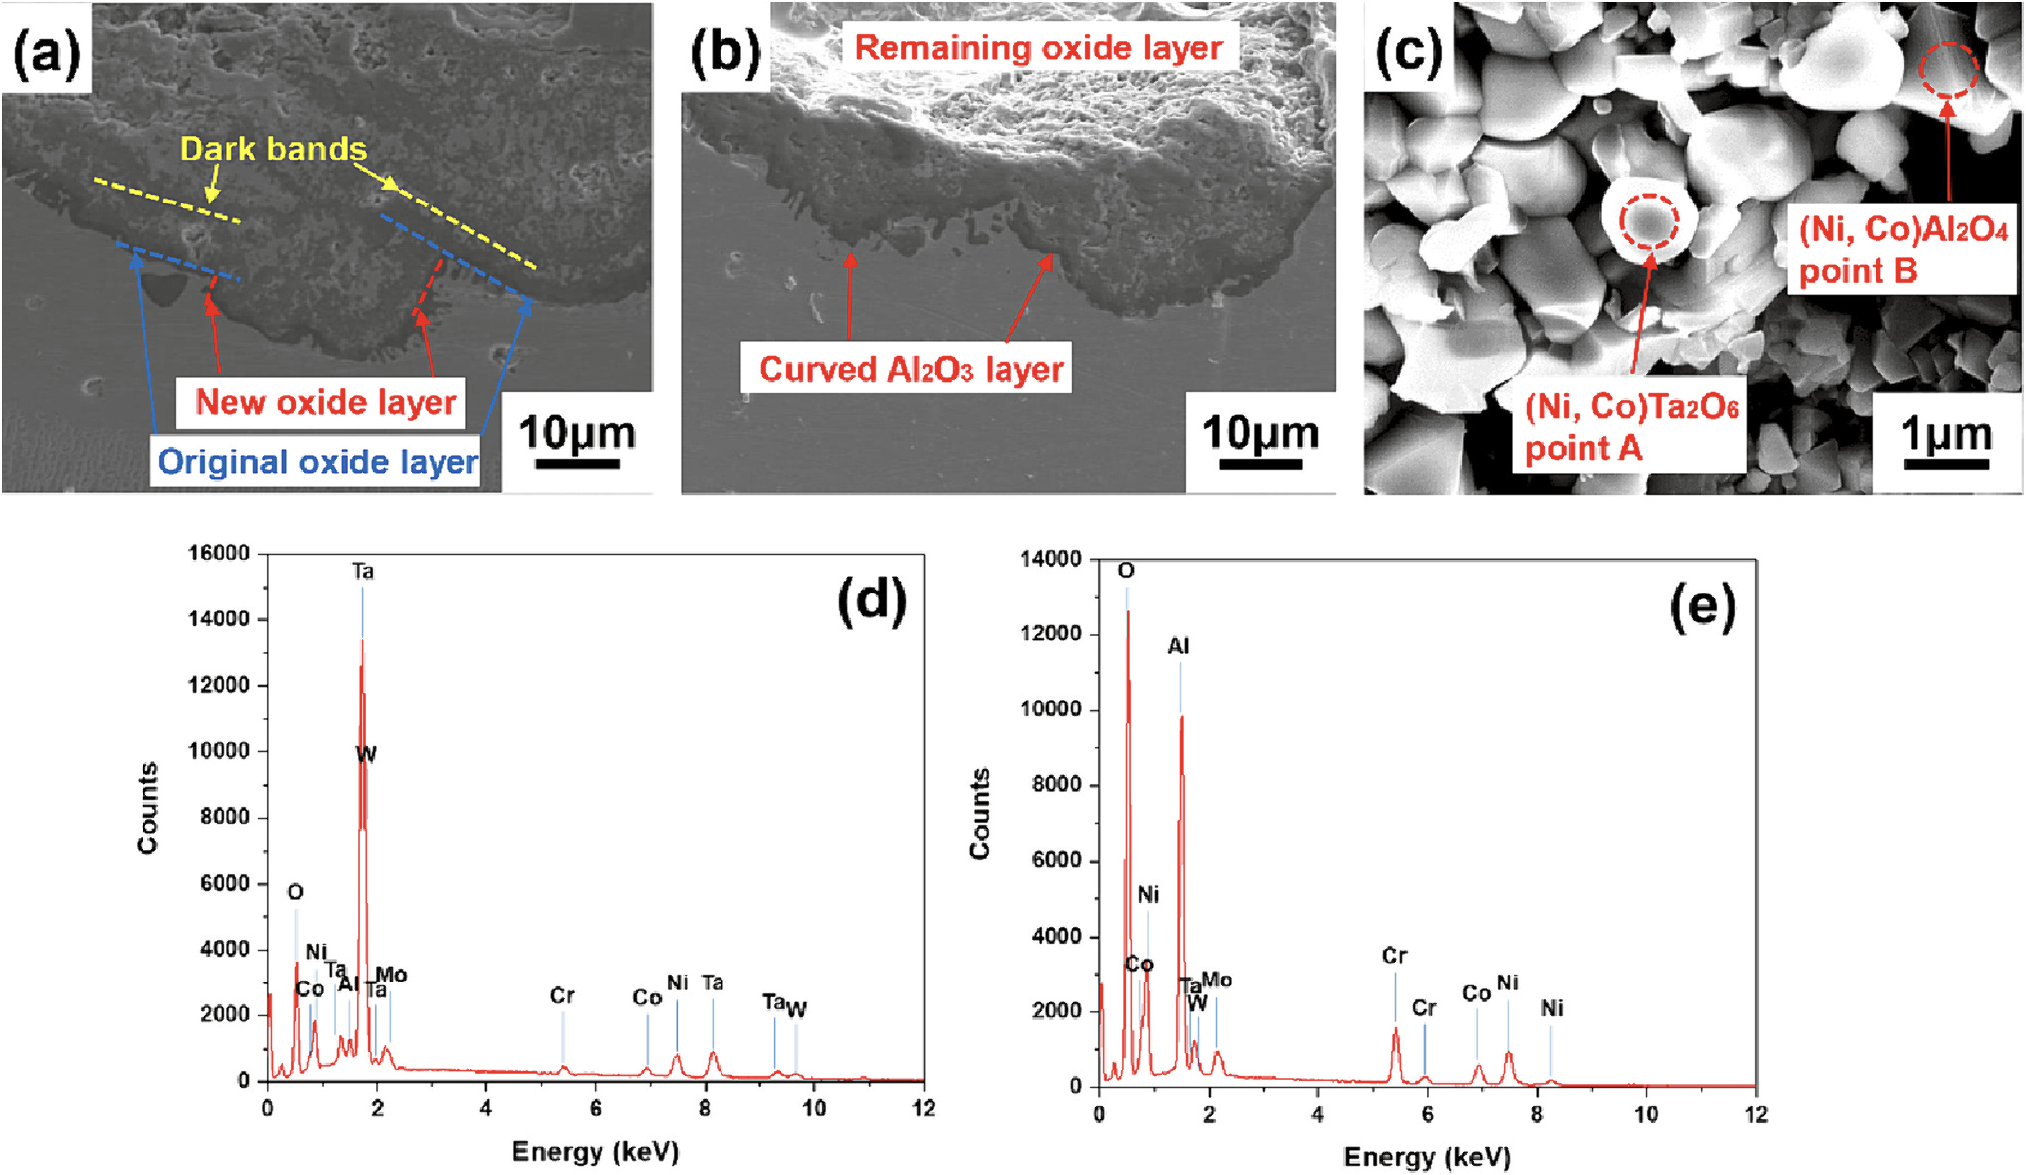 (a)
Dark bands
New oxide layer
Original oxide layer
10μm
(b)
Remaining oxide layer
Curved Al2O3 layer
10μm
(c)
(Ni, Co)Al2O4
point B
(Ni, Co)Ta2O6
point A
1μm
(d)
16000
14000
12000
10000
8000
6000
4000
2000
0
Counts
Ta
W
O
Ni
Co
Ta
Al
Ta
Mo
Cr
Co
Ni
Ta
Ta
W
0 2 4 6 8 10 12
Energy (keV)
(e)
14000
12000
10000
8000
6000
4000
2000
0
Counts
O
Al
Ni
Co
Ta
W
Mo
Cr
Cr
Co
Ni
Ni
0 2 4 6 8 10 12
Energy (keV)